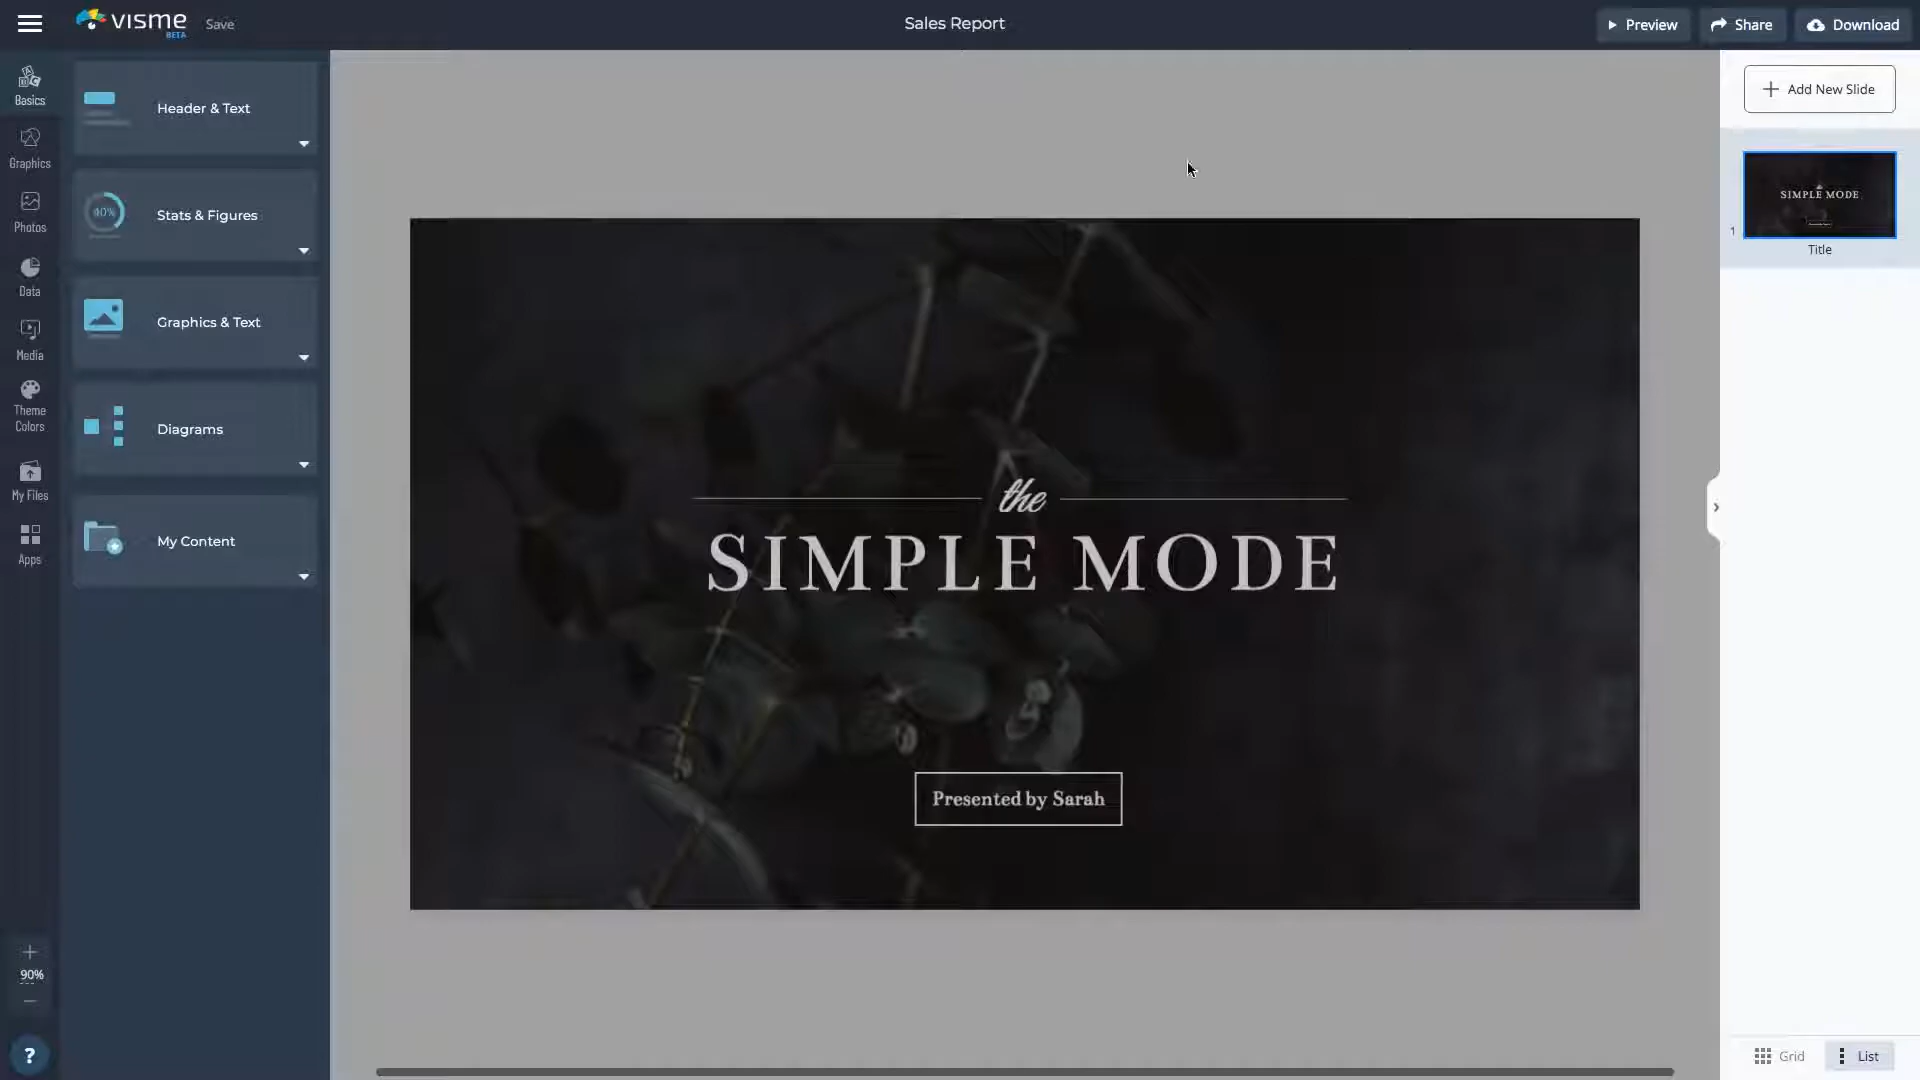 visme
BETA
Save
Sales Report
Preview
Share
Download
Basics
Graphics
Photos
Data
Media
Theme
Colors
My Files
Apps
+
90%
−
?
Header & Text
40%
Stats & Figures
Graphics & Text
Diagrams
My Content
the
SIMPLE MODE
Presented by Sarah
+ Add New Slide
SIMPLE MODE
1
Title
Grid
List